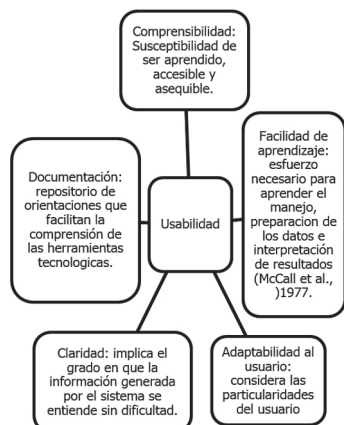 Comprensibilidad:
Susceptibilidad de
ser aprendido,
accesible y
asequible.
Facilidad de
aprendizaje:
esfuerzo
necesario para
aprender el
manejo,
preparacion de
los datos e
interpretación
de resultados
(McCall et al.,
)1977.
Documentación:
repositorio de
orientaciones que
facilitan la
comprensión de
las herramientas
tecnologicas.
Usabilidad
Claridad: implica el
grado en que la
información generada
por el sistema se
entiende sin dificultad.
Adaptabilidad al
usuario:
considera las
particularidades
del usuario